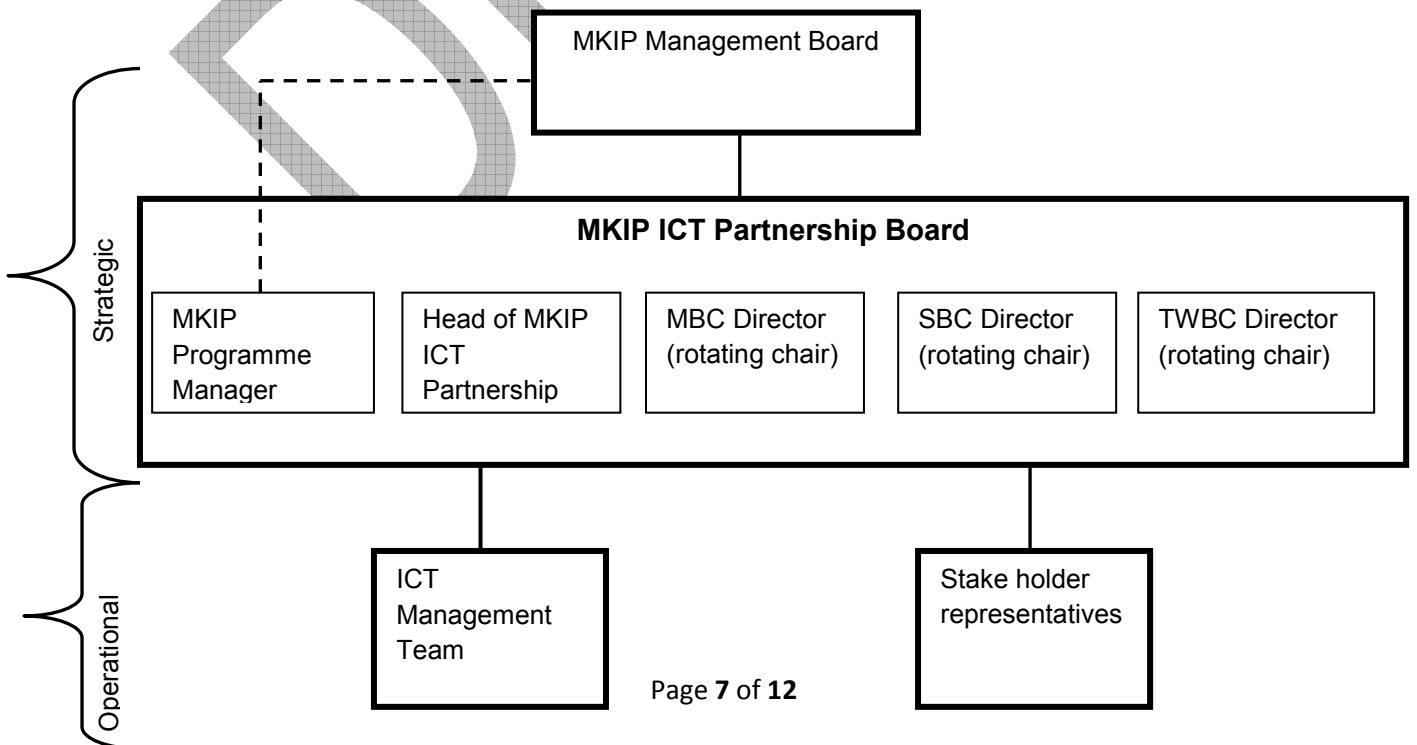 MKIP Management Board
Strategic
MKIP ICT Partnership Board
MKIP
Programme
Manager
Head of MKIP
ICT
Partnership
MBC Director
(rotating chair)
SBC Director
(rotating chair)
TWBC Director
(rotating chair)
Operational
ICT
Management
Team
Stake holder
representatives
Page 7 of 12